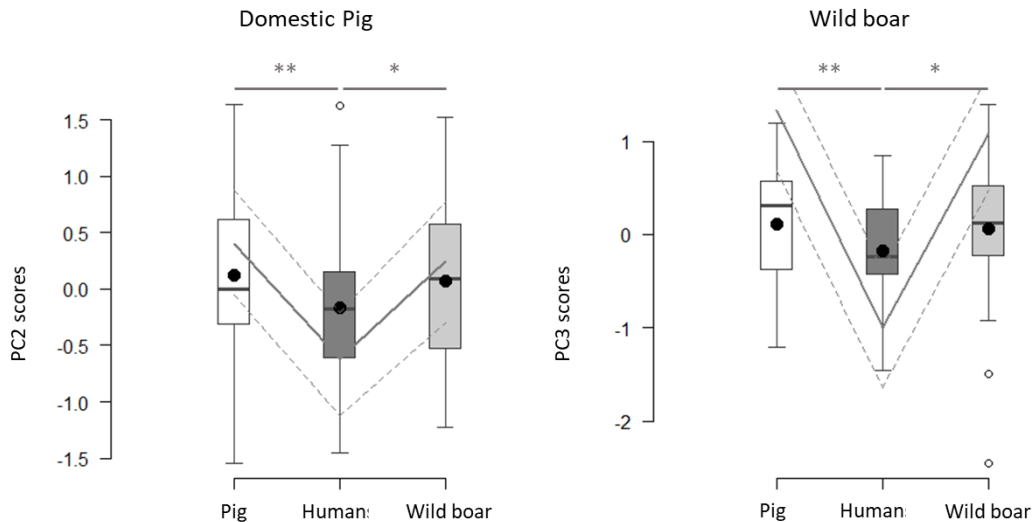 Domestic Pig
Wild boar
** *
** *
PC2 scores
1.5
1.0
0.5
0.0
-0.5
-1.0
-1.5
Pig Humans Wild boar
PC3 scores
1
0
-1
-2
Pig Humans Wild boar